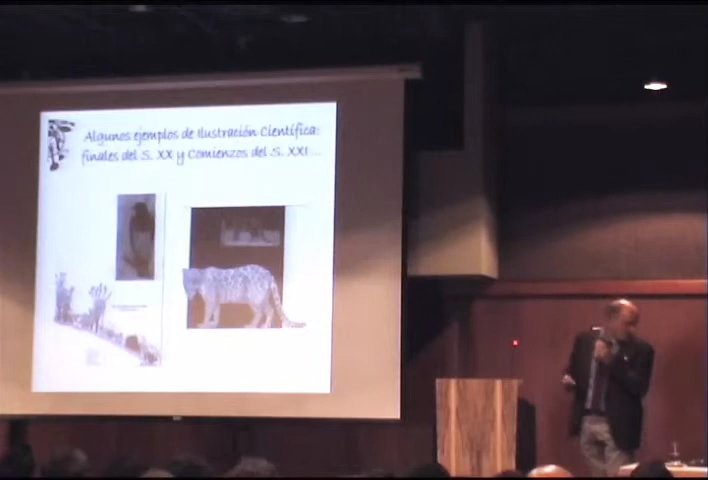 Algunos ejemplos de Ilustración Científica:
finales del S. XX y Comienzos del S. XXI ...